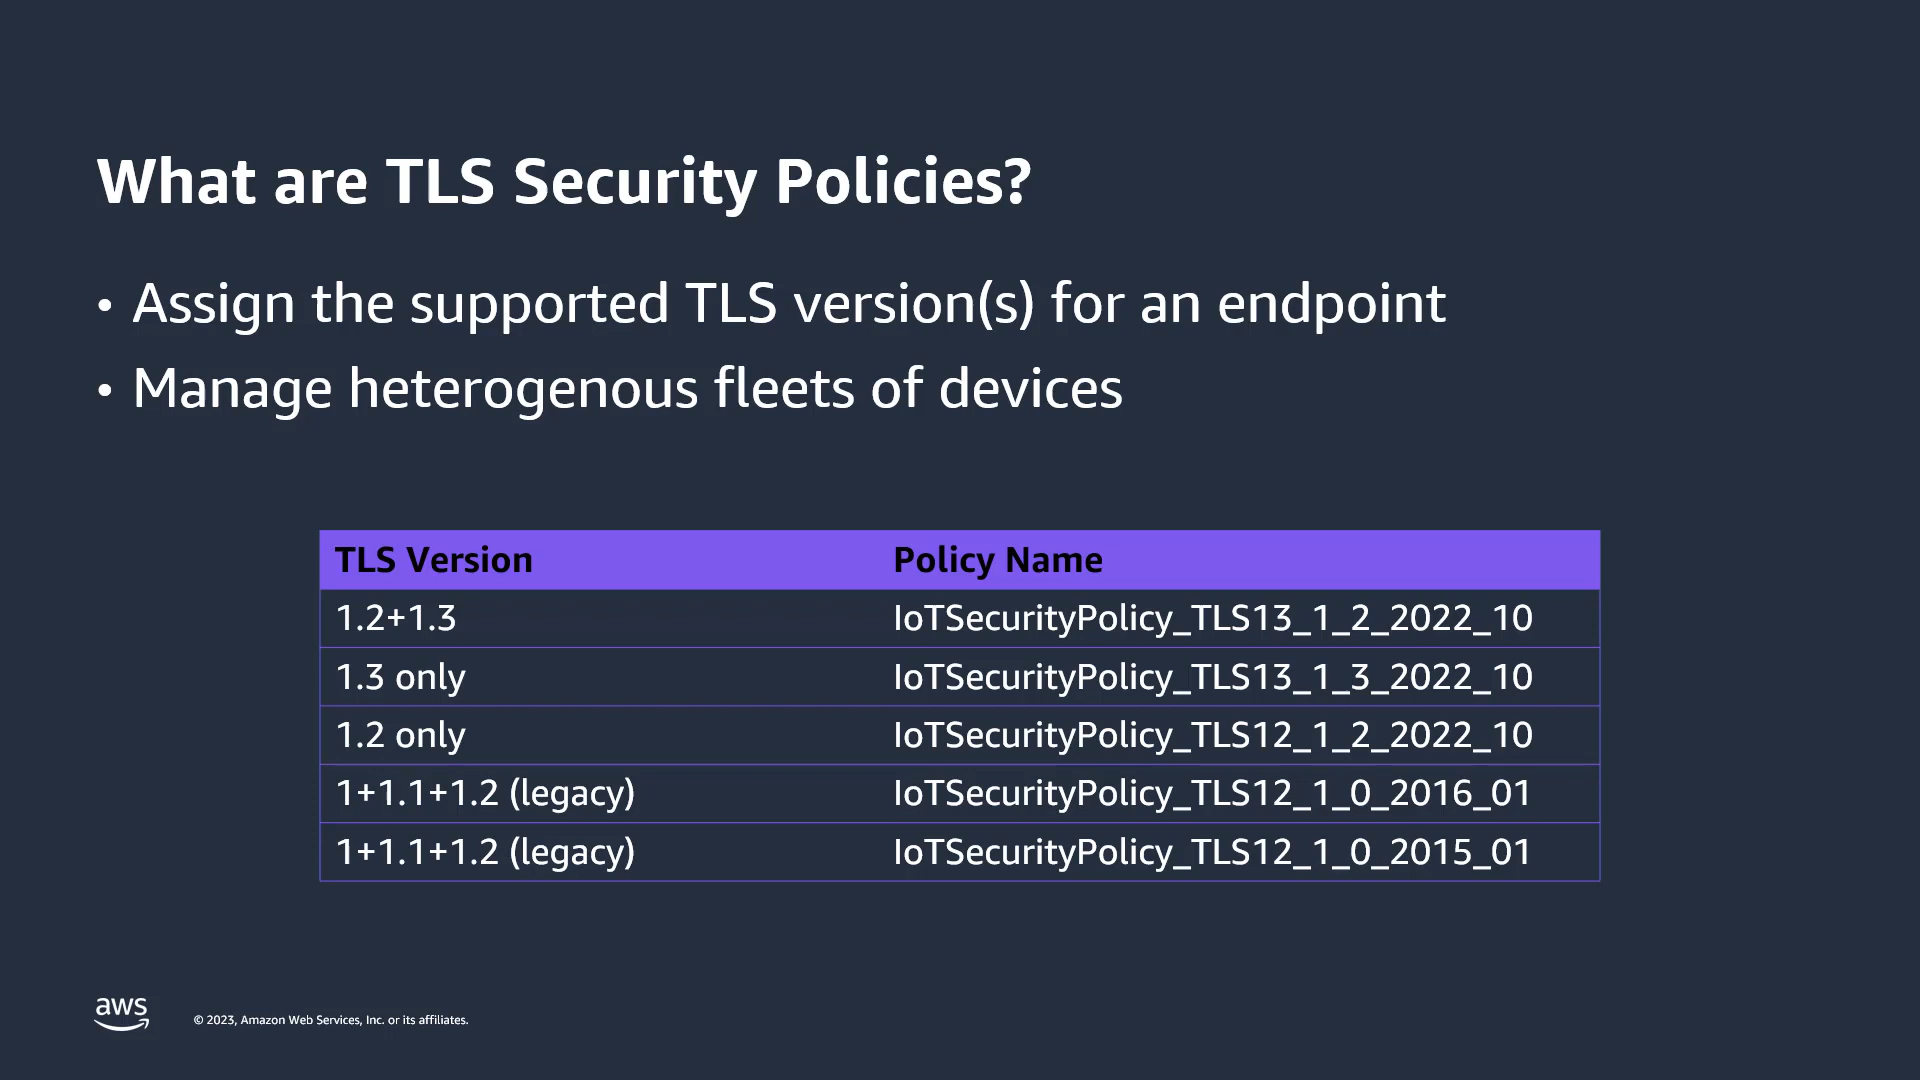 What are TLS Security Policies?
• Assign the supported TLS version(s) for an endpoint
• Manage heterogenous fleets of devices
TLS Version Policy Name
1.2+1.3 IoTSecurityPolicy_TLS13_1_2_2022_10
1.3 only IoTSecurityPolicy_TLS13_1_3_2022_10
1.2 only IoTSecurityPolicy_TLS12_1_2_2022_10
1+1.1+1.2 (legacy) IoTSecurityPolicy_TLS12_1_0_2016_01
1+1.1+1.2 (legacy) IoTSecurityPolicy_TLS12_1_0_2015_01
aws © 2023, Amazon Web Services, Inc. or its affiliates.